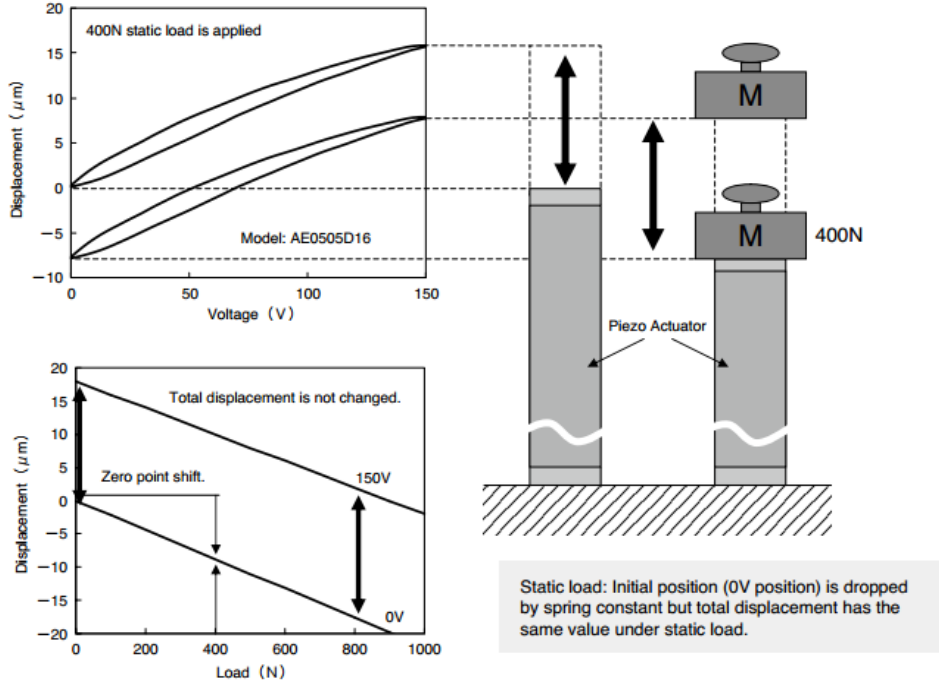 400N static load is applied
Displacement (μm)
20
15
10
5
0
−5
−10
Model: AE0505D16
0
50
100
150
Voltage (V)
M
M
400N
Piezo Actuator
Displacement (μm)
20
15
10
5
0
−5
−10
−15
−20
Total displacement is not changed.
Zero point shift.
150V
0V
0
200
400
600
800
1000
Load (N)
Static load: Initial position (0V position) is dropped
by spring constant but total displacement has the
same value under static load.